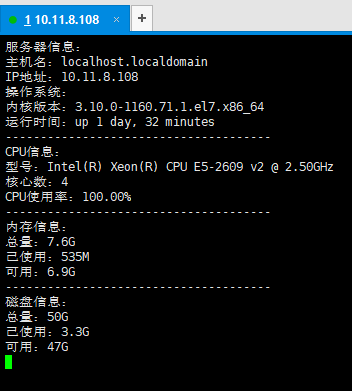 1 10.11.8.108 × +
服务器信息:
主机名: localhost.localdomain
IP地址: 10.11.8.108
操作系统:
内核版本: 3.10.0-1160.71.1.el7.x86_64
运行时间: up 1 day, 32 minutes
--------------------------------------
CPU信息:
型号: Intel(R) Xeon(R) CPU E5-2609 v2 @ 2.50GHz
核心数: 4
CPU使用率: 100.00%
--------------------------------------
内存信息:
总量: 7.6G
已使用: 535M
可用: 6.9G
--------------------------------------
磁盘信息:
总量: 50G
已使用: 3.3G
可用: 47G